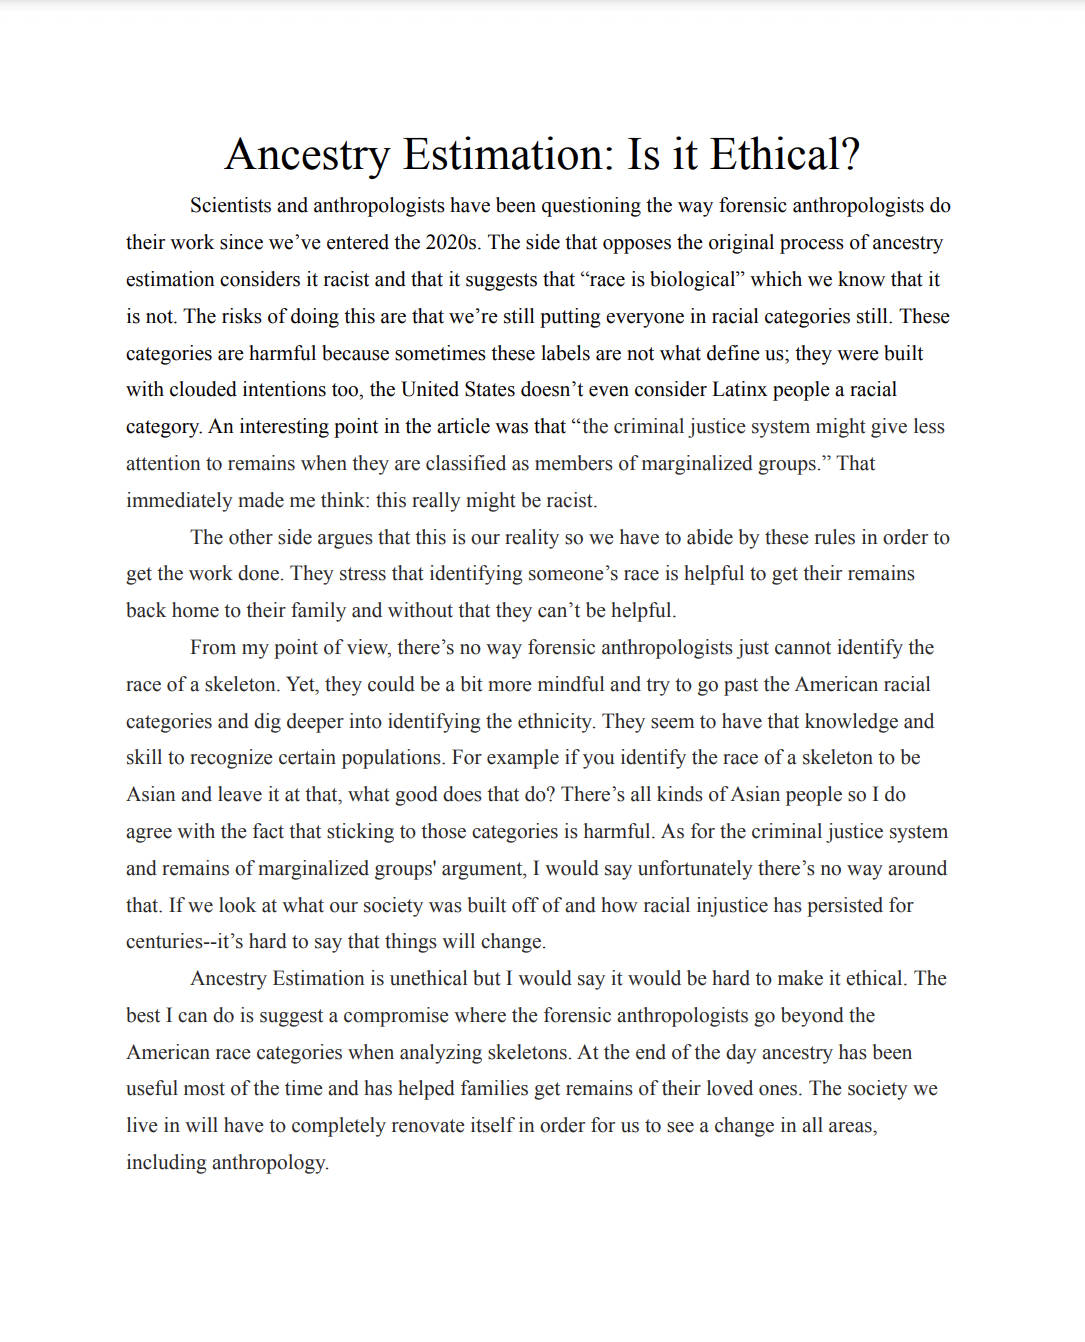 Ancestry Estimation: Is it Ethical?
Scientists and anthropologists have been questioning the way forensic anthropologists do
their work since we’ve entered the 2020s. The side that opposes the original process of ancestry
estimation considers it racist and that it suggests that “race is biological” which we know that it
is not. The risks of doing this are that we’re still putting everyone in racial categories still. These
categories are harmful because sometimes these labels are not what define us; they were built
with clouded intentions too, the United States doesn’t even consider Latinx people a racial
category. An interesting point in the article was that “the criminal justice system might give less
attention to remains when they are classified as members of marginalized groups.” That
immediately made me think: this really might be racist.
The other side argues that this is our reality so we have to abide by these rules in order to
get the work done. They stress that identifying someone’s race is helpful to get their remains
back home to their family and without that they can’t be helpful.
From my point of view, there’s no way forensic anthropologists just cannot identify the
race of a skeleton. Yet, they could be a bit more mindful and try to go past the American racial
categories and dig deeper into identifying the ethnicity. They seem to have that knowledge and
skill to recognize certain populations. For example if you identify the race of a skeleton to be
Asian and leave it at that, what good does that do? There’s all kinds of Asian people so I do
agree with the fact that sticking to those categories is harmful. As for the criminal justice system
and remains of marginalized groups' argument, I would say unfortunately there’s no way around
that. If we look at what our society was built off of and how racial injustice has persisted for
centuries--it’s hard to say that things will change.
Ancestry Estimation is unethical but I would say it would be hard to make it ethical. The
best I can do is suggest a compromise where the forensic anthropologists go beyond the
American race categories when analyzing skeletons. At the end of the day ancestry has been
useful most of the time and has helped families get remains of their loved ones. The society we
live in will have to completely renovate itself in order for us to see a change in all areas,
including anthropology.